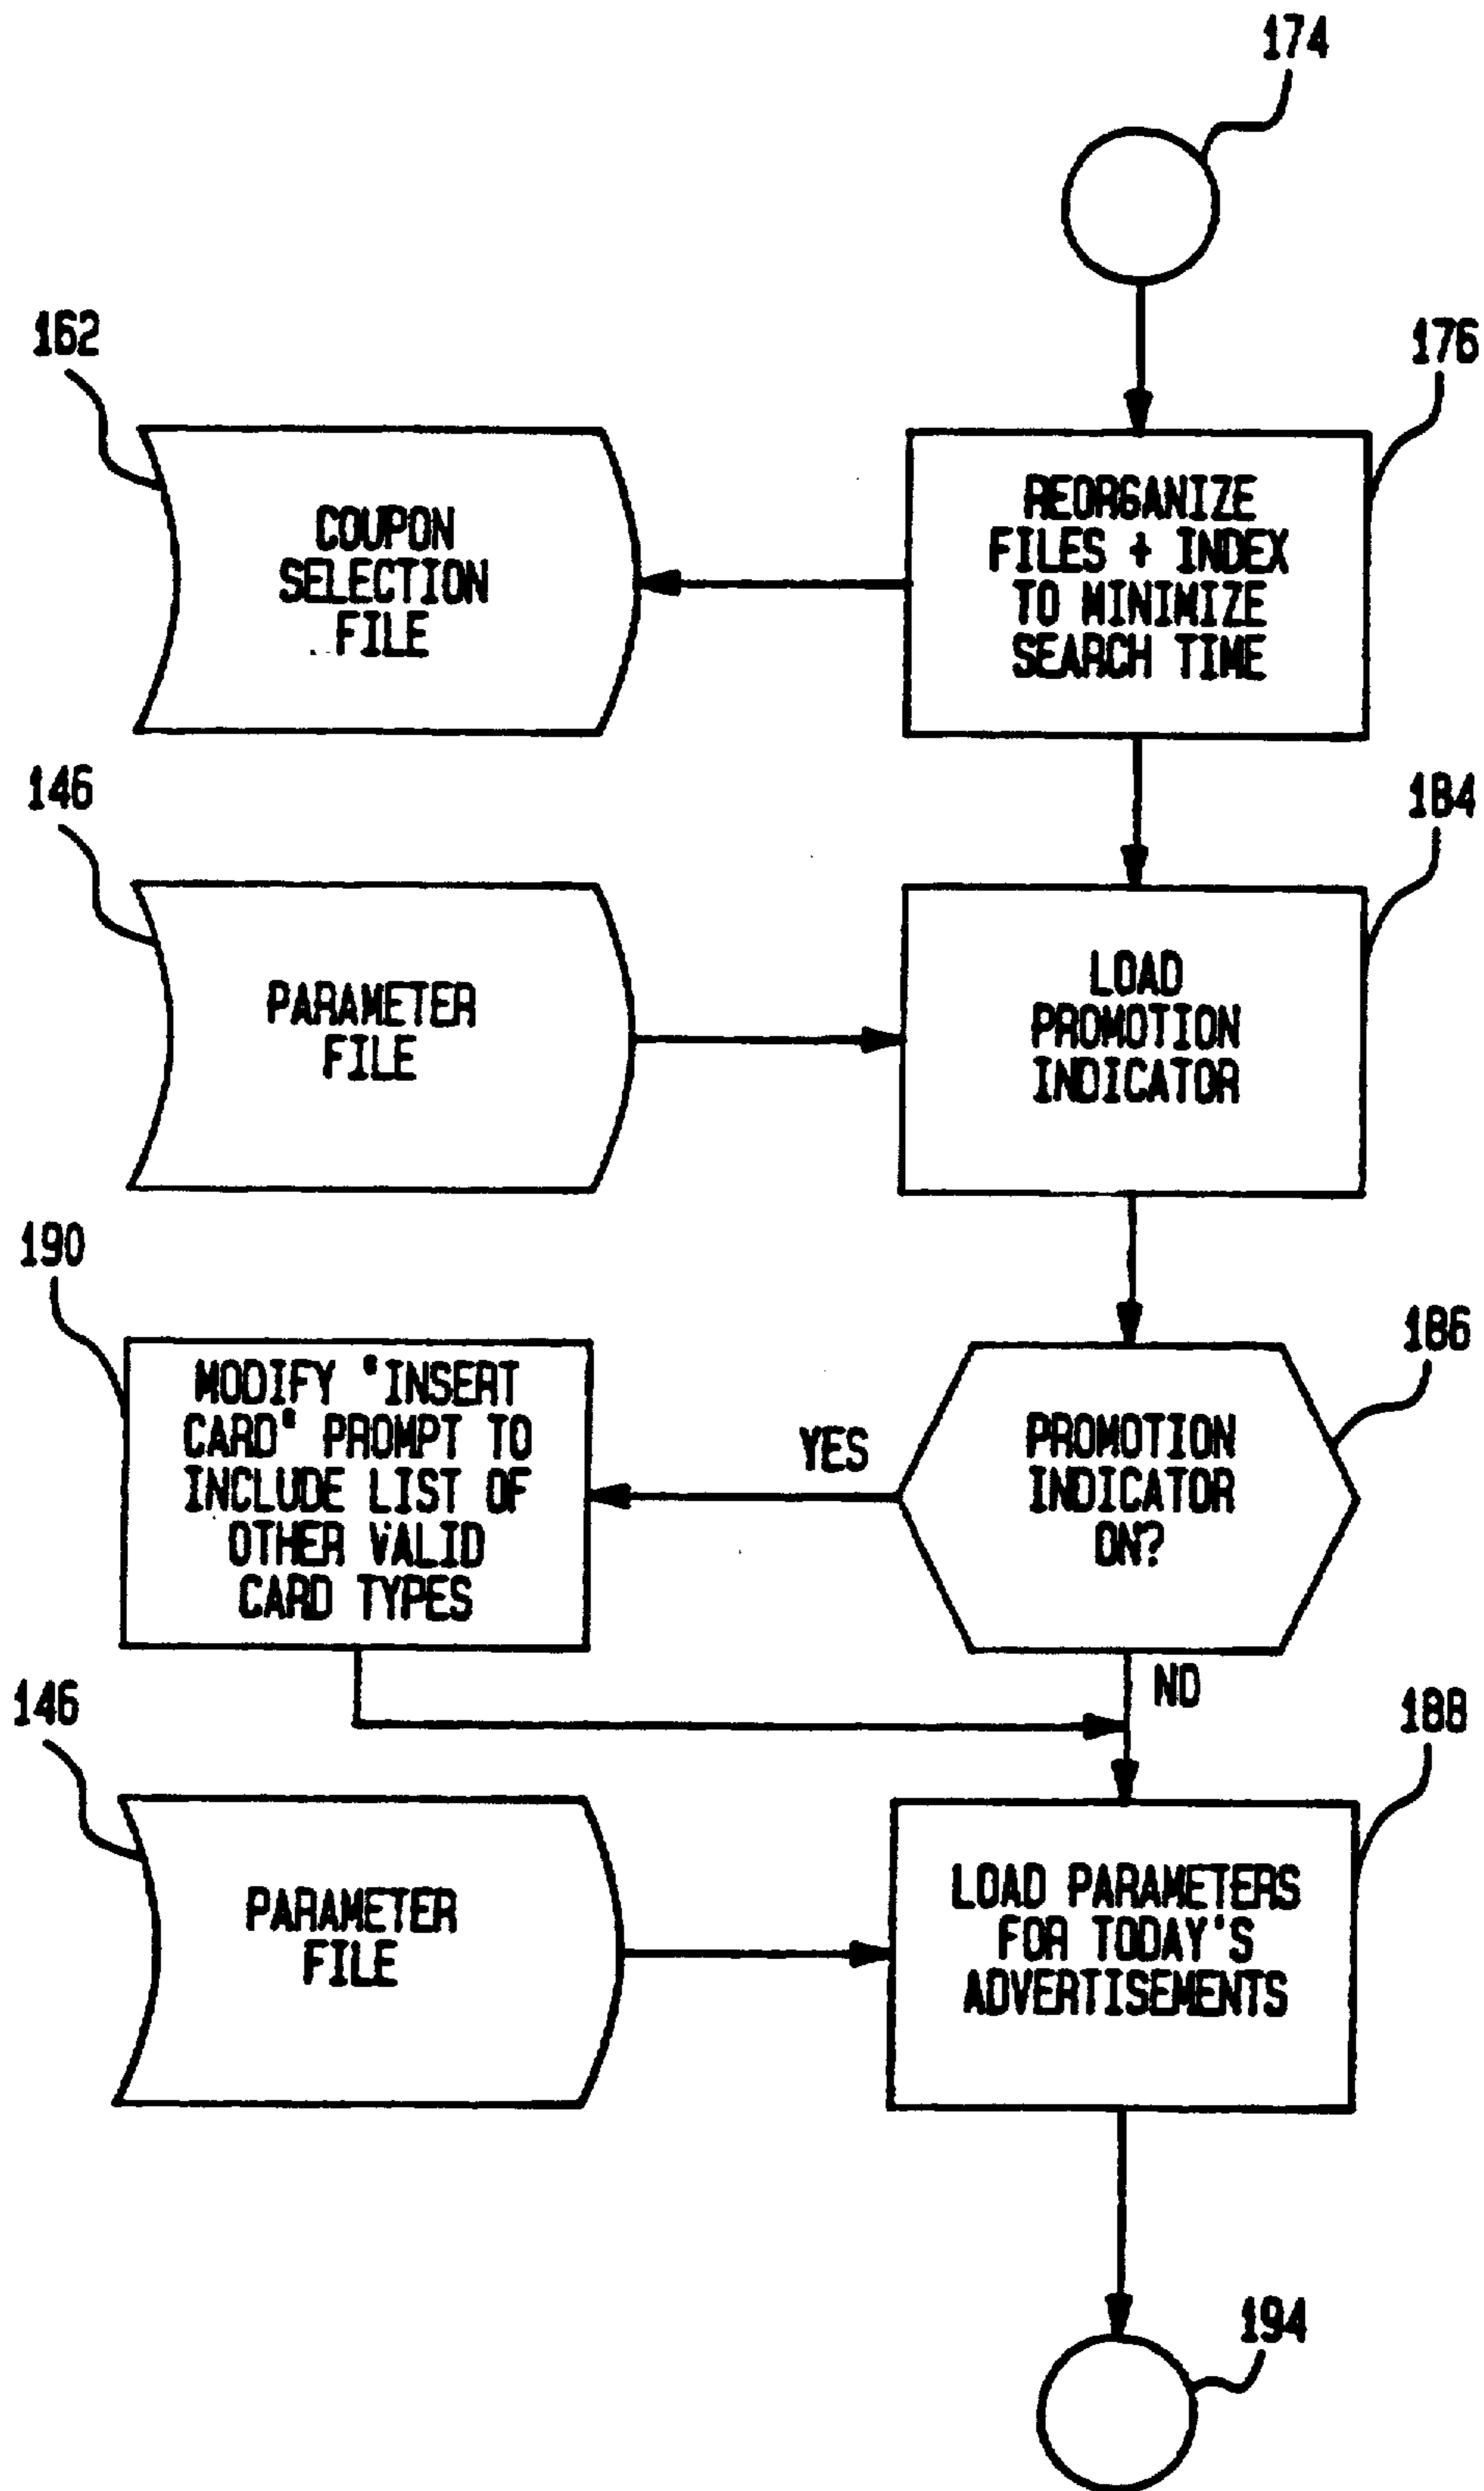 174
162
176
COUPON
SELECTION
FILE
REORGANIZE
FILES + INDEX
TO MINIMIZE
SEARCH TIME
146
184
PARAMETER
FILE
LOAD
PROMOTION
INDICATOR
190
186
MODIFY "INSERT
CARD" PROMPT TO
INCLUDE LIST OF
OTHER VALID
CARD TYPES
YES
PROMOTION
INDICATOR
ON?
NO
146
188
PARAMETER
FILE
LOAD PARAMETERS
FOR TODAY'S
ADVERTISEMENTS
194